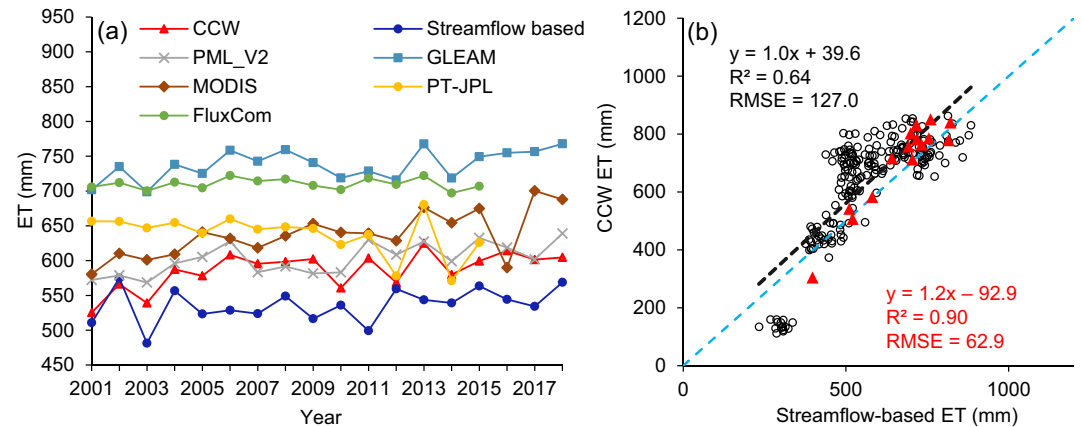 (a)
CCW
Streamflow based
PML_V2
GLEAM
MODIS
PT-JPL
FluxCom
ET (mm)
950
900
850
800
750
700
650
600
550
500
450
2001 2003 2005 2007 2009 2011 2013 2015 2017
Year
(b)
y = 1.0x + 39.6
R² = 0.64
RMSE = 127.0
CCW ET (mm)
1200
1000
800
600
400
200
0
y = 1.2x – 92.9
R² = 0.90
RMSE = 62.9
0 500 1000
Streamflow-based ET (mm)